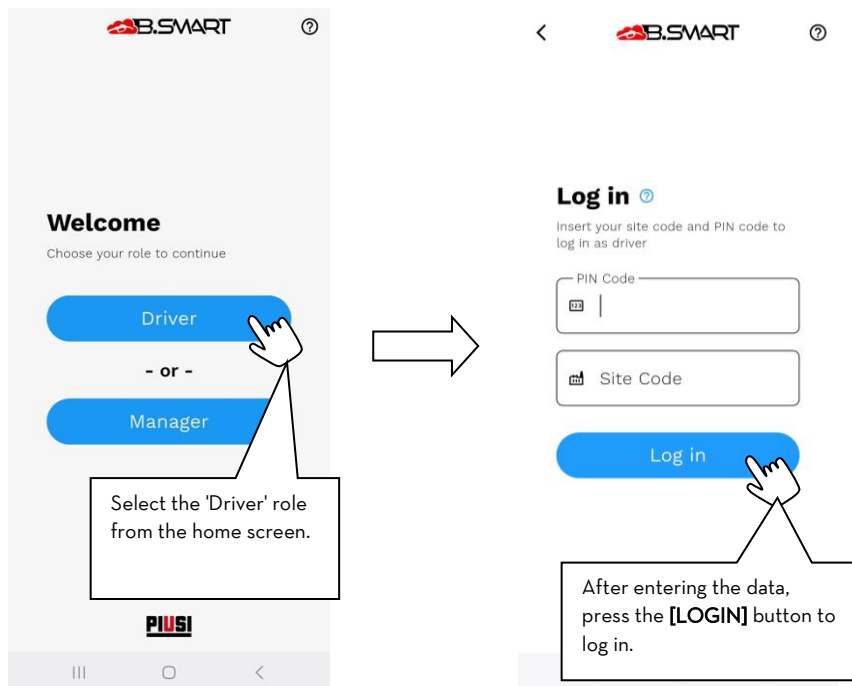 B.SMART
Welcome
Choose your role to continue
Driver
- or -
Manager
Select the 'Driver' role
from the home screen.
PIUSI
B.SMART
Log in
Insert your site code and PIN code to
log in as driver
PIN Code
123
Site Code
Log in
After entering the data,
press the [LOGIN] button to
log in.